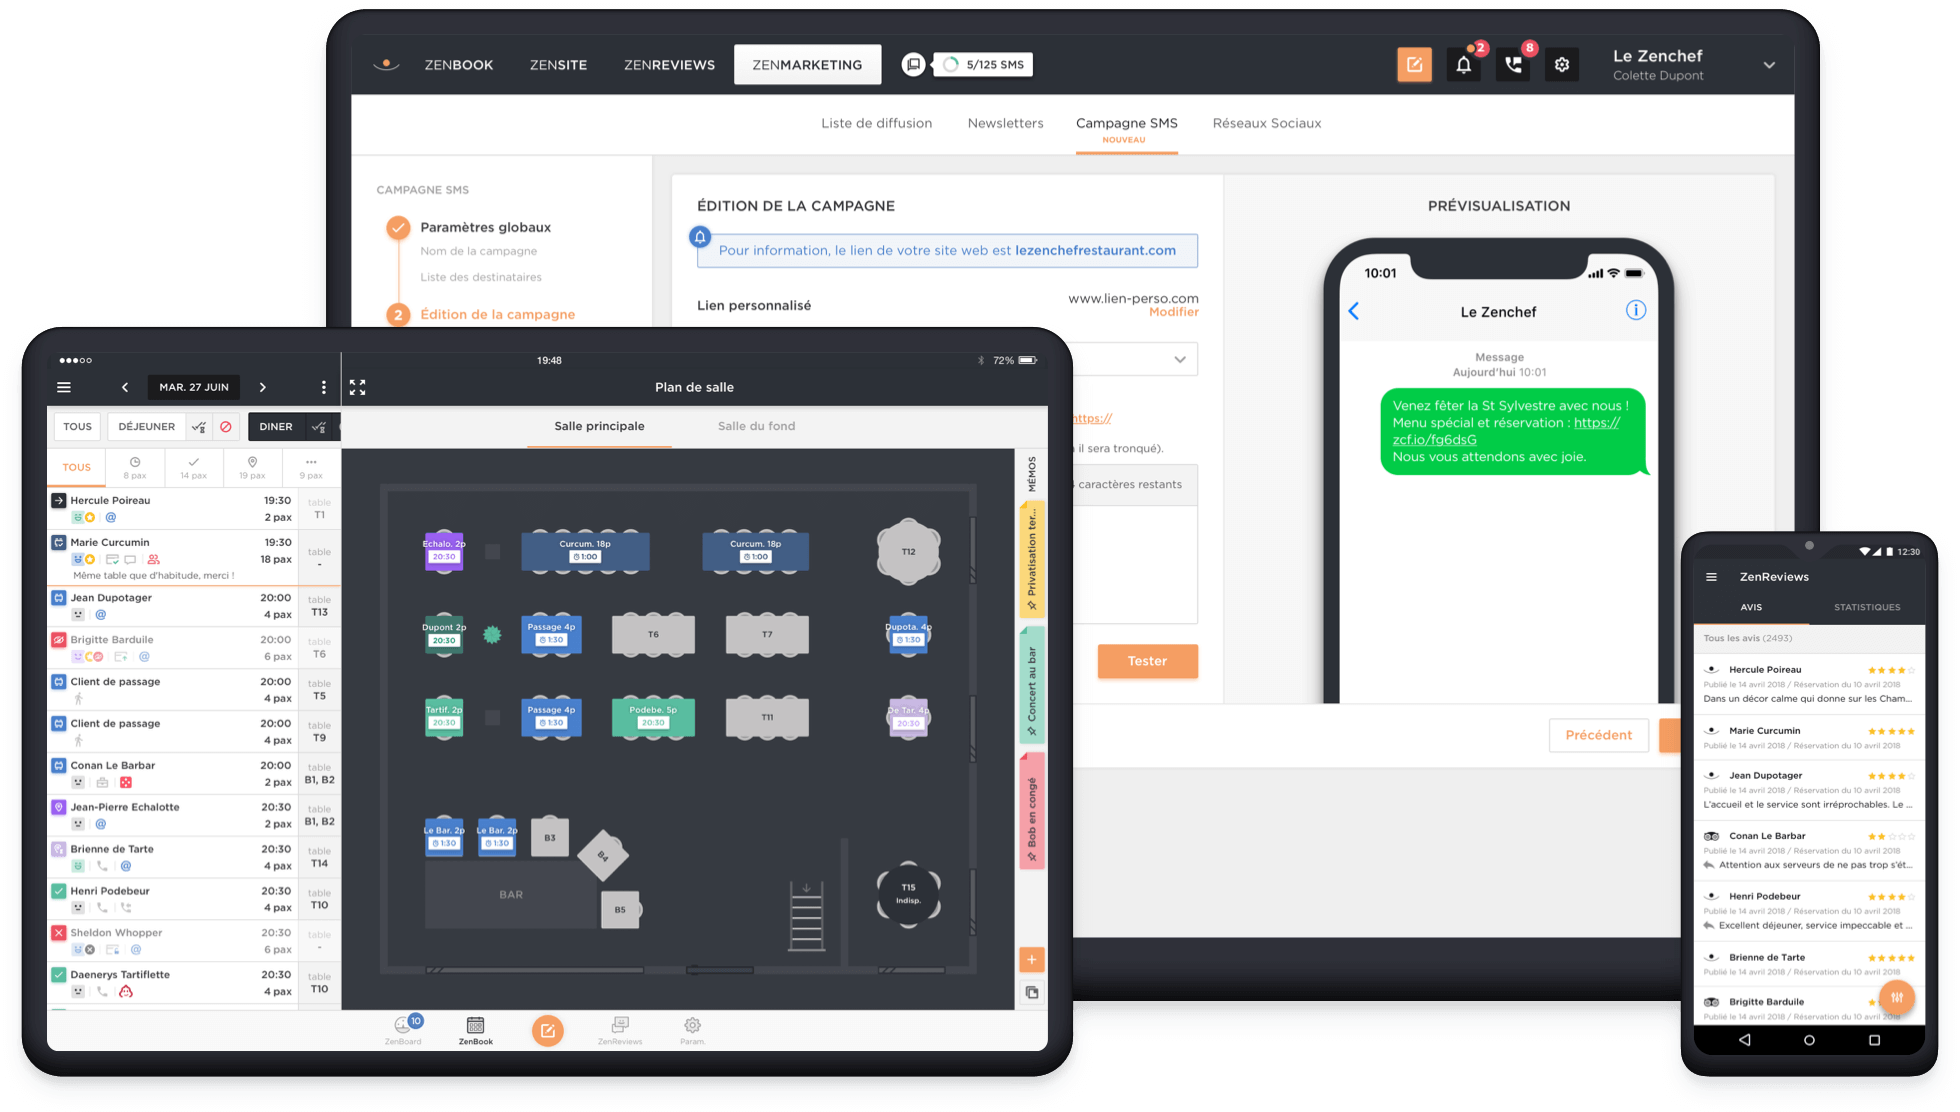 ZENBOOK
ZENSITE
ZENREVIEWS
ZENMARKETING
5/125 SMS
2
8
Le Zenchef
Colette Dupont
Liste de diffusion
Newsletters
Campagne SMS
NOUVEAU
Réseaux Sociaux
CAMPAGNE SMS
Paramètres globaux
Nom de la campagne
Liste des destinataires
2
Édition de la campagne
ÉDITION DE LA CAMPAGNE
Pour information, le lien de votre site web est lezenchefrestaurant.com
Lien personnalisé
www.lien-perso.com
Modifier
https://
il sera tronqué).
caractères restants
Tester
PRÉVISUALISATION
10:01
Le Zenchef
Message
Aujourd'hui 10:01
Venez fêter la St Sylvestre avec nous !
Menu spécial et réservation : https://
zcf.io/fg6dsG
Nous vous attendons avec joie.
Précédent
19:48
72%
MAR. 27 JUIN
Plan de salle
TOUS
DÉJEUNER
DINER
Salle principale
Salle du fond
TOUS
8 pax
14 pax
19 pax
9 pax
Hercule Poireau 19:30 table
2 pax T1
Marie Curcumin 19:30 table
18 pax -
Même table que d'habitude, merci !
Jean Dupotager 20:00 table
4 pax T13
Brigitte Barduile 20:00 table
6 pax T6
Client de passage 20:00 table
4 pax T5
Client de passage 20:00 table
4 pax T9
Conan Le Barbar 20:00 table
2 pax B1, B2
Jean-Pierre Echalotte 20:30 table
2 pax B1, B2
Brienne de Tarte 20:30 table
4 pax T14
Henri Podebeur 20:30 table
4 pax T10
Sheldon Whopper 20:30 table
6 pax -
Daenerys Tartiflette 20:30 table
4 pax T10
Echalo. 2p
20:30
Curcum. 18p
1:00
Curcum. 18p
1:00
T12
Dupont 2p
20:30
Passage 4p
1:30
T6
T7
Dupota. 4p
1:30
Tartif. 2p
20:30
Passage 4p
1:30
Podebe. 5p
20:30
T11
De Tar. 4p
20:30
Le Bar. 2p
1:30
Le Bar. 2p
1:30
B3
B4
B5
BAR
T15
Indisp.
MÉMOS
Privatisation ter...
Concert au bar
Bob en congé
+
10
ZenBoard
ZenBook
ZenReviews
Param.
12:30
ZenReviews
AVIS
STATISTIQUES
Tous les avis (2493)
Hercule Poireau
Publié le 14 avril 2018 / Réservation du 10 avril 2018
Dans un décor calme qui donne sur les Cham...
Marie Curcumin
Publié le 14 avril 2018 / Réservation du 10 avril 2018
Jean Dupotager
Publié le 14 avril 2018 / Réservation du 10 avril 2018
L'accueil et le service sont irréprochables. Le ...
Conan Le Barbar
Publié le 14 avril 2018 / Réservation du 10 avril 2018
Attention aux serveurs de ne pas trop s'ét...
Henri Podebeur
Publié le 14 avril 2018 / Réservation du 10 avril 2018
Excellent déjeuner, service impeccable et ...
Brienne de Tarte
Publié le 14 avril 2018 / Réservation du 10 avril 2018
Brigitte Barduile
Publié le 14 avril 2018 / Réservation du 10 avril 2018